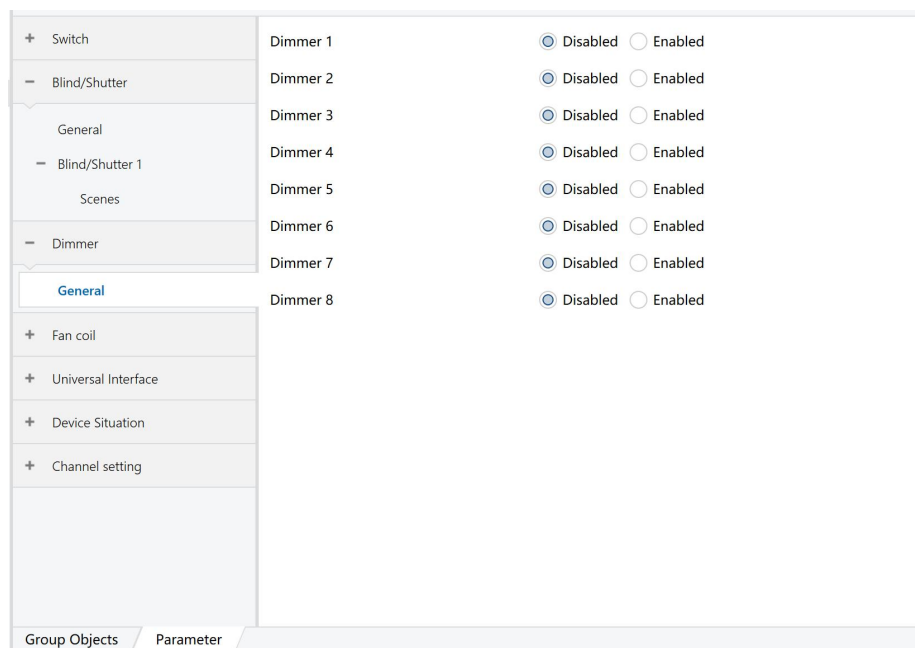 Switch
Blind/Shutter
General
Blind/Shutter 1
Scenes
Dimmer
General
Fan coil
Universal Interface
Device Situation
Channel setting
Dimmer 1 Disabled Enabled
Dimmer 2 Disabled Enabled
Dimmer 3 Disabled Enabled
Dimmer 4 Disabled Enabled
Dimmer 5 Disabled Enabled
Dimmer 6 Disabled Enabled
Dimmer 7 Disabled Enabled
Dimmer 8 Disabled Enabled
Group Objects Parameter